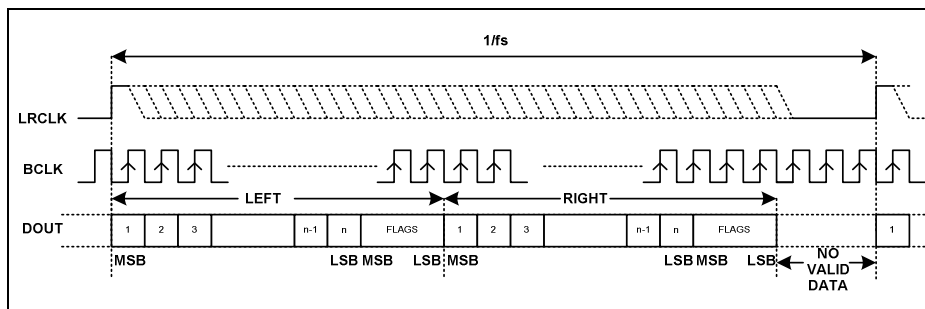 1/fs
LRCLK
BCLK
LEFT RIGHT
DOUT 1 2 3 n-1 n FLAGS 1 2 3 n-1 n FLAGS 1
MSB LSB MSB LSB MSB LSB MSB LSB NO
VALID
DATA